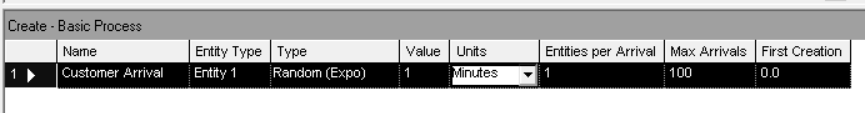 Create - Basic Process
Name Entity Type Type Value Units Entities per Arrival Max Arrivals First Creation
1 Customer Arrival Entity 1 Random (Expo) 1 Minutes 1 100 0.0